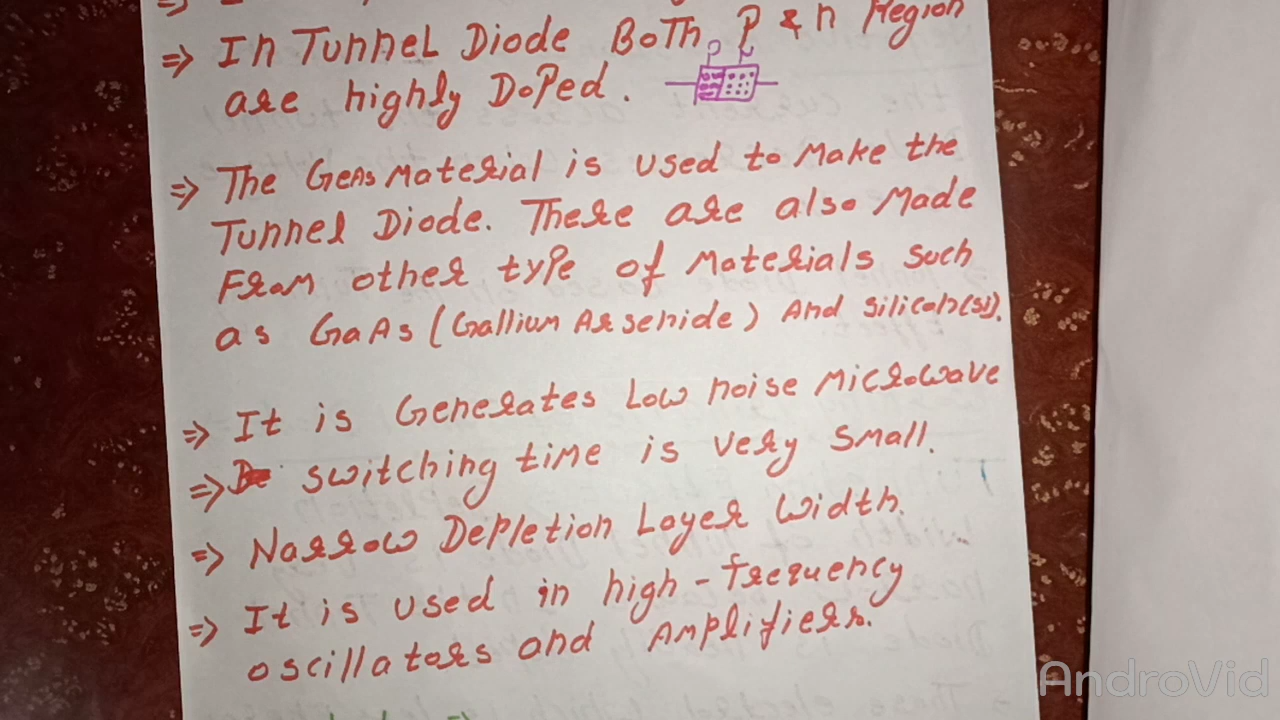 ⇒ In Tunnel Diode Both P & n Region
are highly Doped.
P
⇒ The GeAs Material is used to Make the
Tunnel Diode. There are also Made
Fram other type of Materials such
as GaAs (Gallium Arsenide) And Silicon(si).
⇒ It is Generates Low noise Microwave
⇒ switching time is very small.
⇒ Narrow Depletion Layer Width.
⇒ It is used in high-frequency
oscillators and Amplifiers.
AndroVid